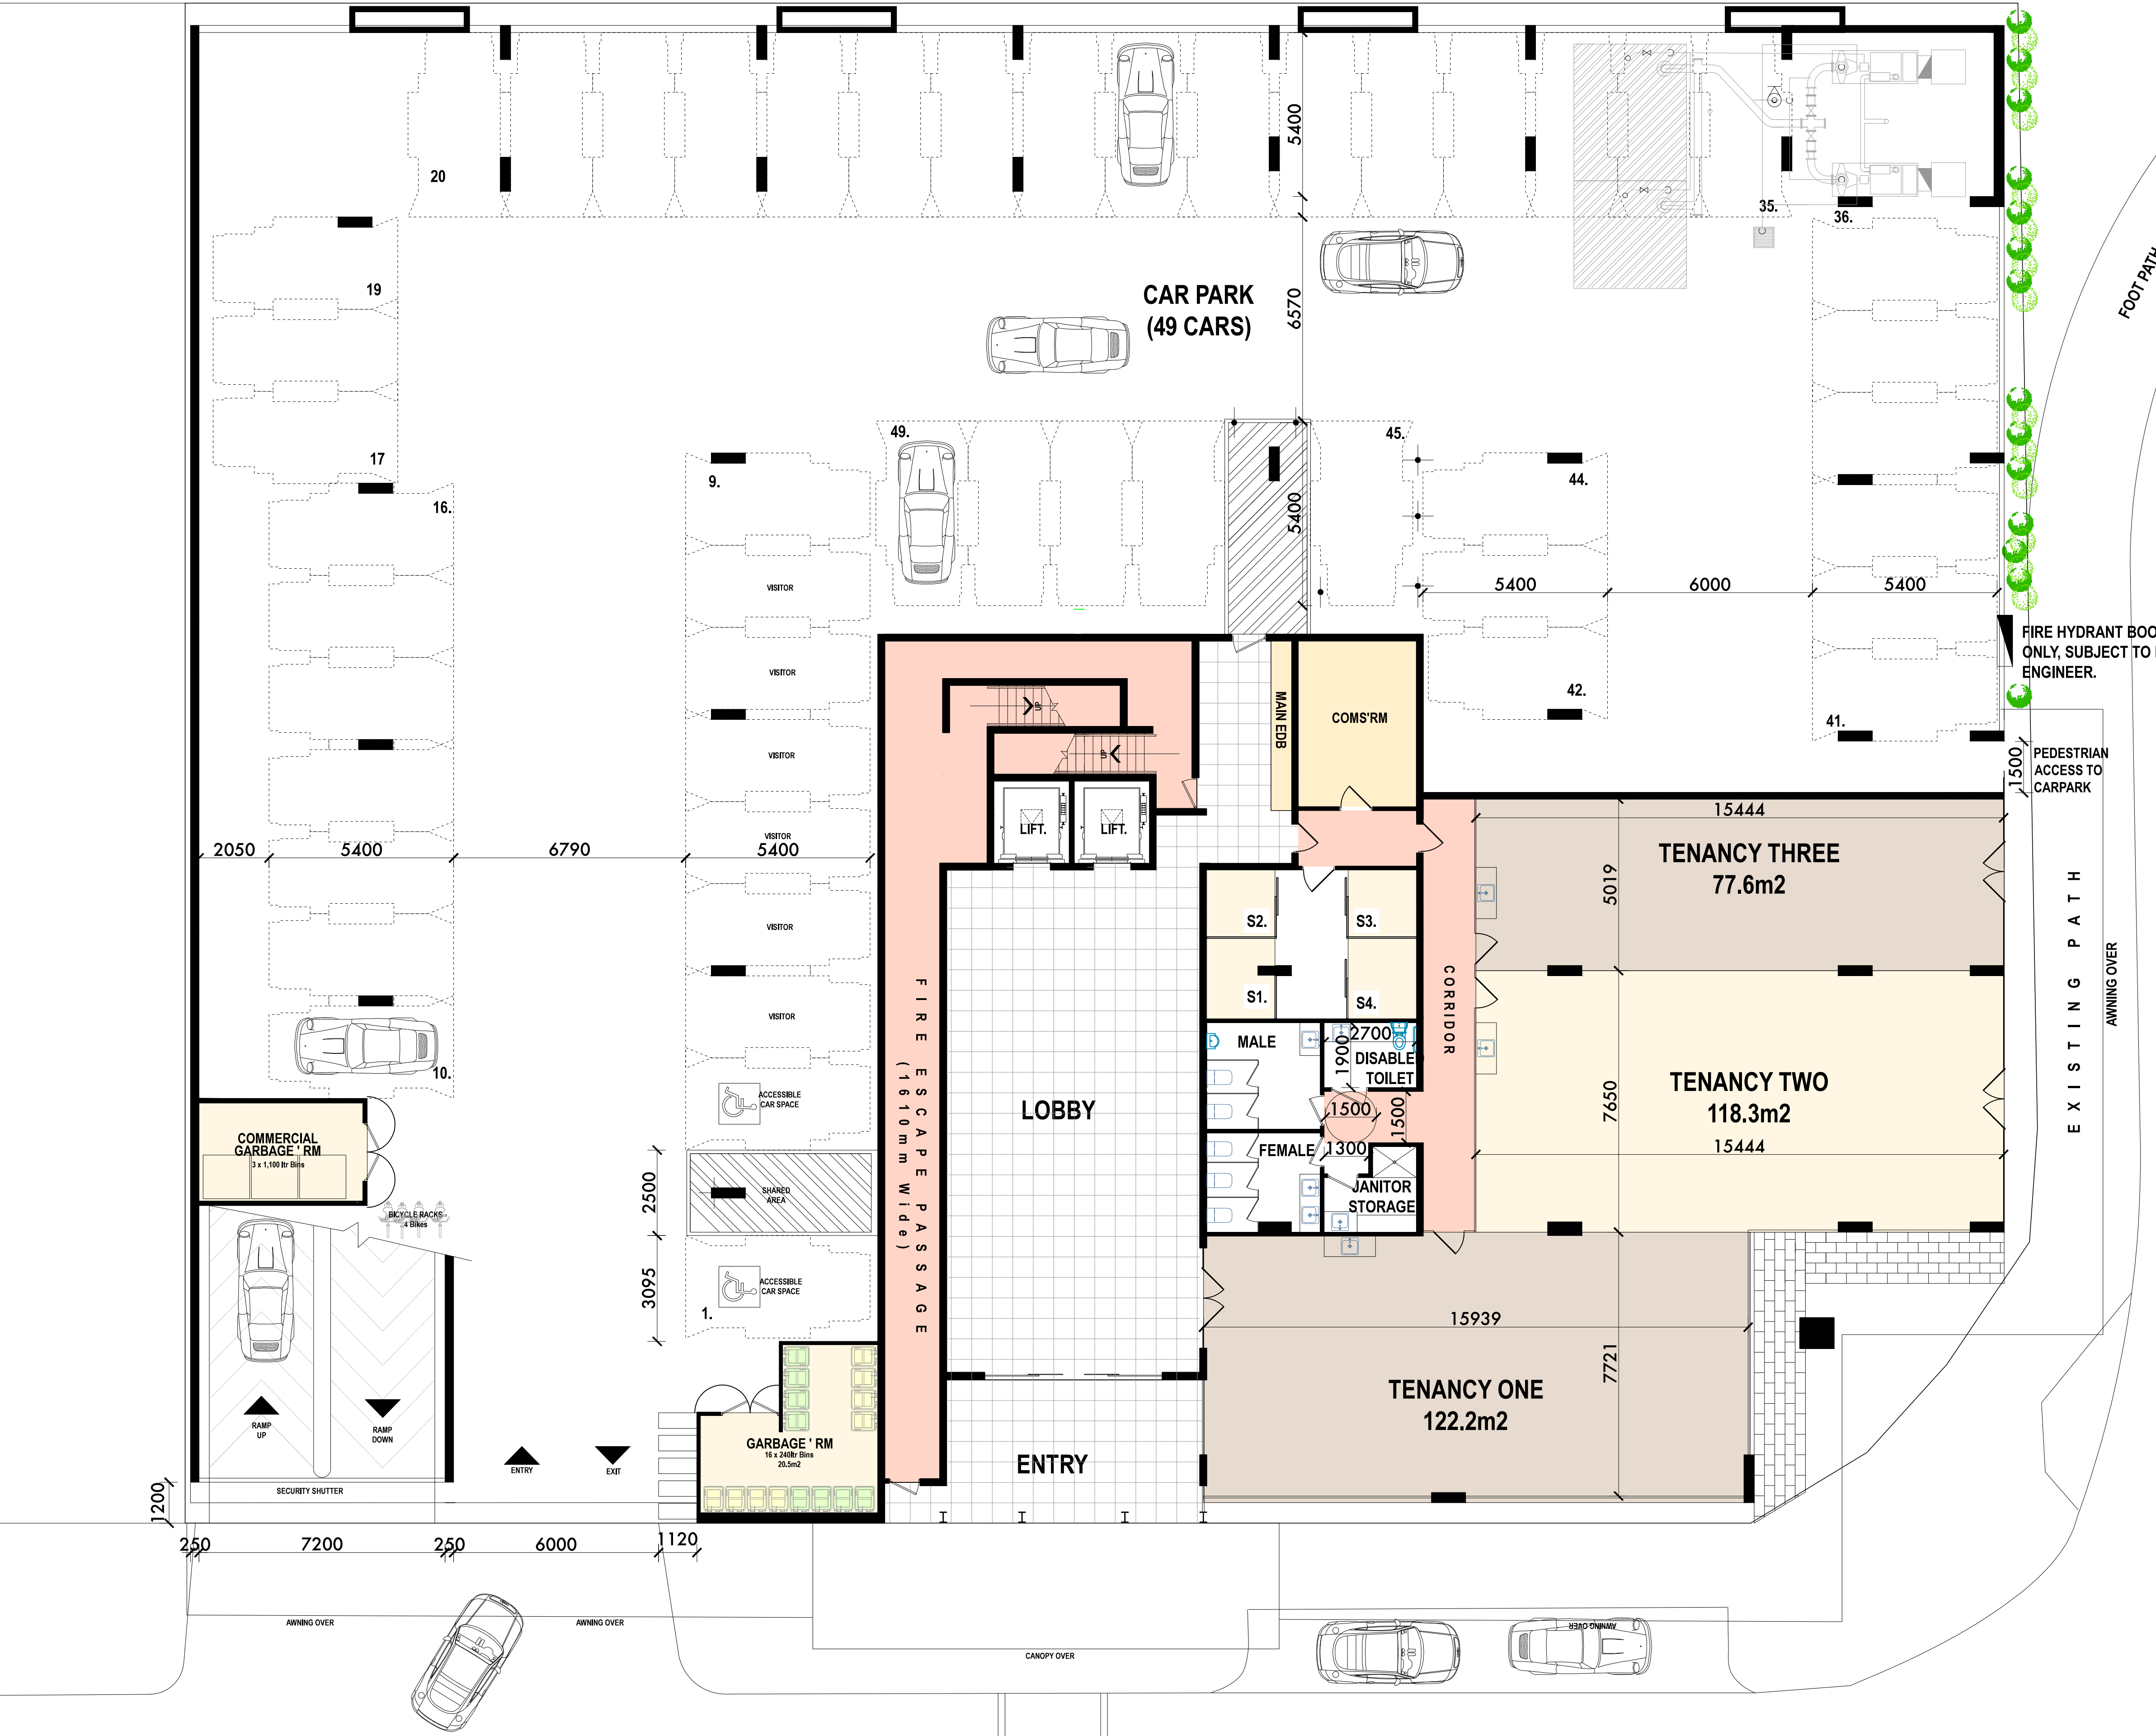 5400
20
35.
36.
19
CAR PARK
(49 CARS)
6570
FOOT PATH
17
49.
45.
16.
9.
44.
5400
VISITOR
5400
6000
5400
FIRE HYDRANT BOO
ONLY, SUBJECT TO
ENGINEER.
VISITOR
UP
MAIN EDB
COMS'RM
42.
41.
VISITOR
UP
1500
PEDESTRIAN
ACCESS TO
CARPARK
15444
LIFT.
LIFT.
VISITOR
2050
5400
6790
5400
TENANCY THREE
77.6m2
5019
S2.
S3.
VISITOR
S1.
S4.
CORRIDOR
EXISTING PATH
AWNING OVER
FIRE ESCAPE PASSAGE
(1610mm Wide)
VISITOR
MALE
2700
1900
DISABLE
TOILET
10.
ACCESSIBLE
CAR SPACE
LOBBY
TENANCY TWO
118.3m2
7650
1500
1500
COMMERCIAL
GARBAGE ' RM
3 x 1,100 ltr Bins
FEMALE
1300
15444
2500
SHARED
AREA
JANITOR
STORAGE
BICYCLE RACKS
4 Bikes
3095
ACCESSIBLE
CAR SPACE
1.
15939
7721
TENANCY ONE
122.2m2
RAMP
UP
RAMP
DOWN
GARBAGE ' RM
16 x 240ltr Bins
20.5m2
ENTRY
ENTRY
EXIT
SECURITY SHUTTER
1200
250
7200
250
6000
1120
AWNING OVER
AWNING OVER
AWNING OVER
CANOPY OVER